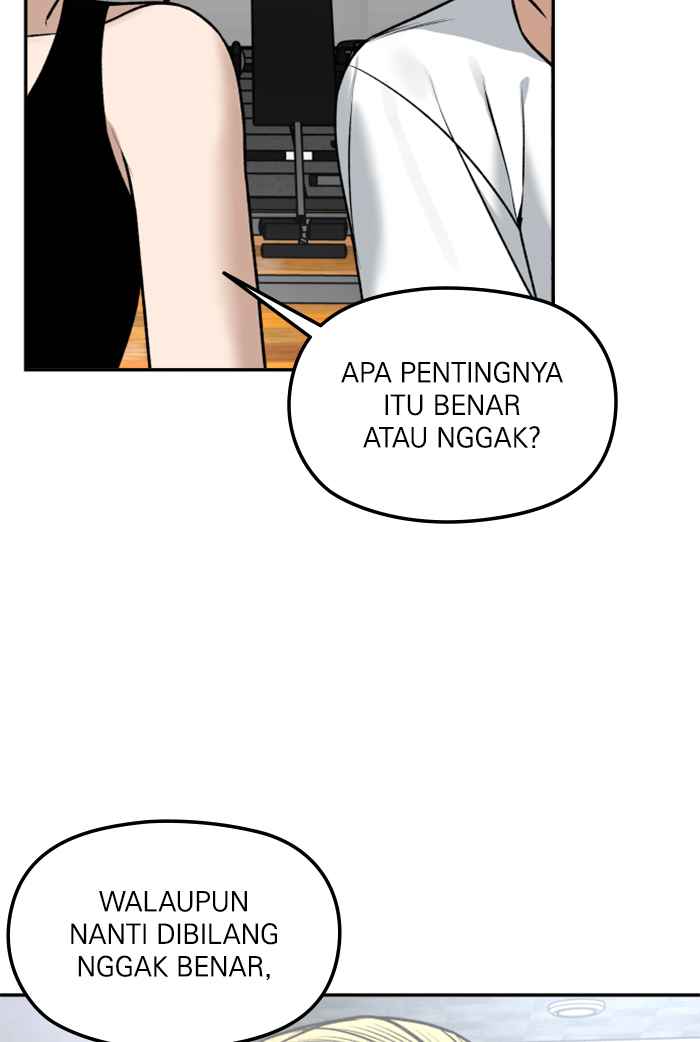 APA PENTINGNYA
ITU BENAR
ATAU NGGAK?
WALAUPUN
NANTI DIBILANG
NGGAK BENAR,